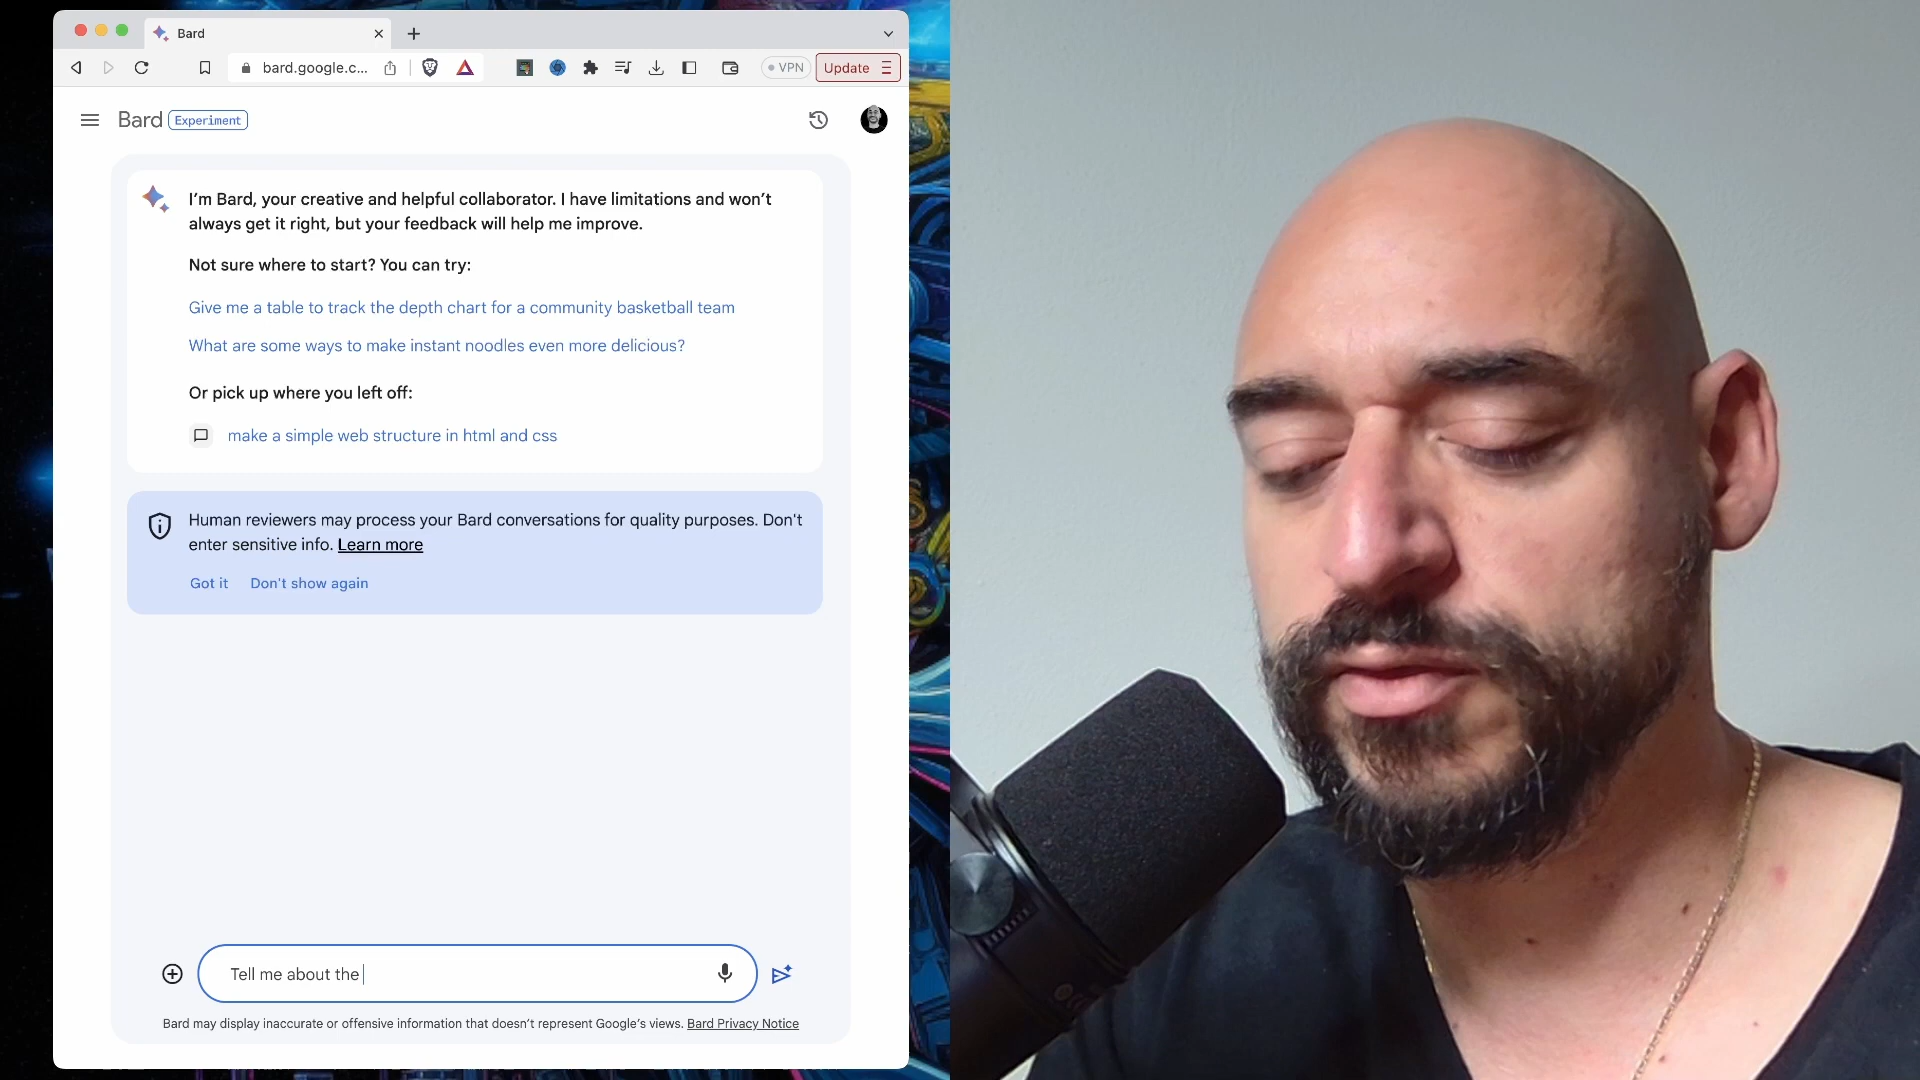 Bard
bard.google.c...
VPN
Update
Bard Experiment
I'm Bard, your creative and helpful collaborator. I have limitations and won't
always get it right, but your feedback will help me improve.
Not sure where to start? You can try:
Give me a table to track the depth chart for a community basketball team
What are some ways to make instant noodles even more delicious?
Or pick up where you left off:
make a simple web structure in html and css
Human reviewers may process your Bard conversations for quality purposes. Don't
enter sensitive info. Learn more
Got it Don't show again
Tell me about the
Bard may display inaccurate or offensive information that doesn't represent Google's views. Bard Privacy Notice